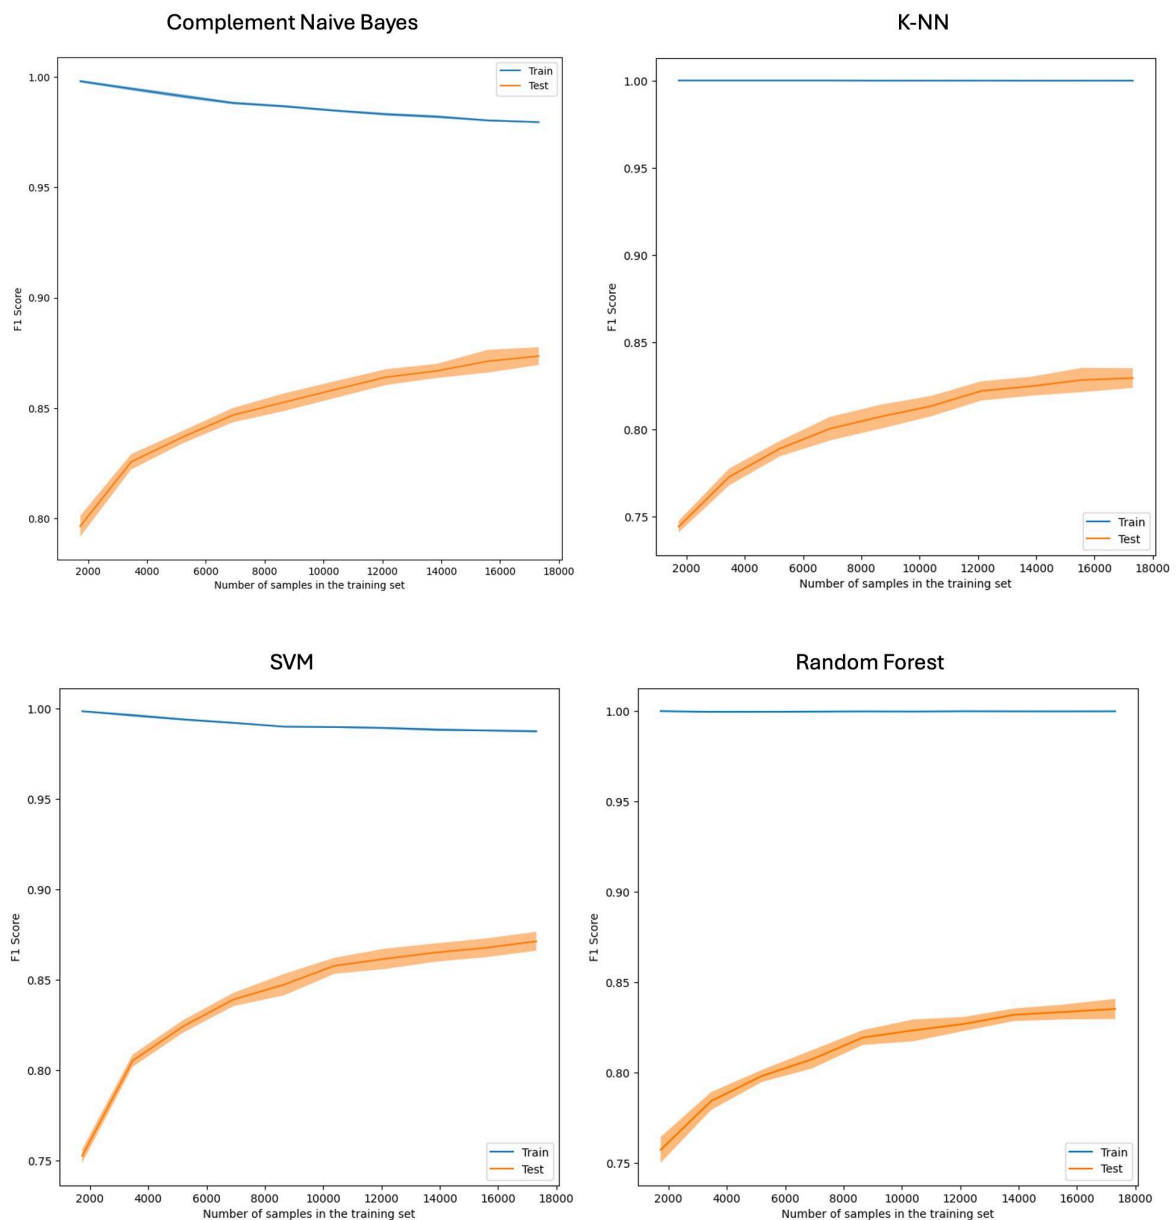 Complement Naive Bayes
1.00
0.95
0.90
0.85
0.80
F1 Score
Train
Test
2000 4000 6000 8000 10000 12000 14000 16000 18000
Number of samples in the training set
K-NN
1.00
0.95
0.90
0.85
0.80
0.75
F1 Score
Train
Test
2000 4000 6000 8000 10000 12000 14000 16000 18000
Number of samples in the training set
SVM
1.00
0.95
0.90
0.85
0.80
0.75
F1 Score
Train
Test
2000 4000 6000 8000 10000 12000 14000 16000 18000
Number of samples in the training set
Random Forest
1.00
0.95
0.90
0.85
0.80
0.75
F1 Score
Train
Test
2000 4000 6000 8000 10000 12000 14000 16000 18000
Number of samples in the training set